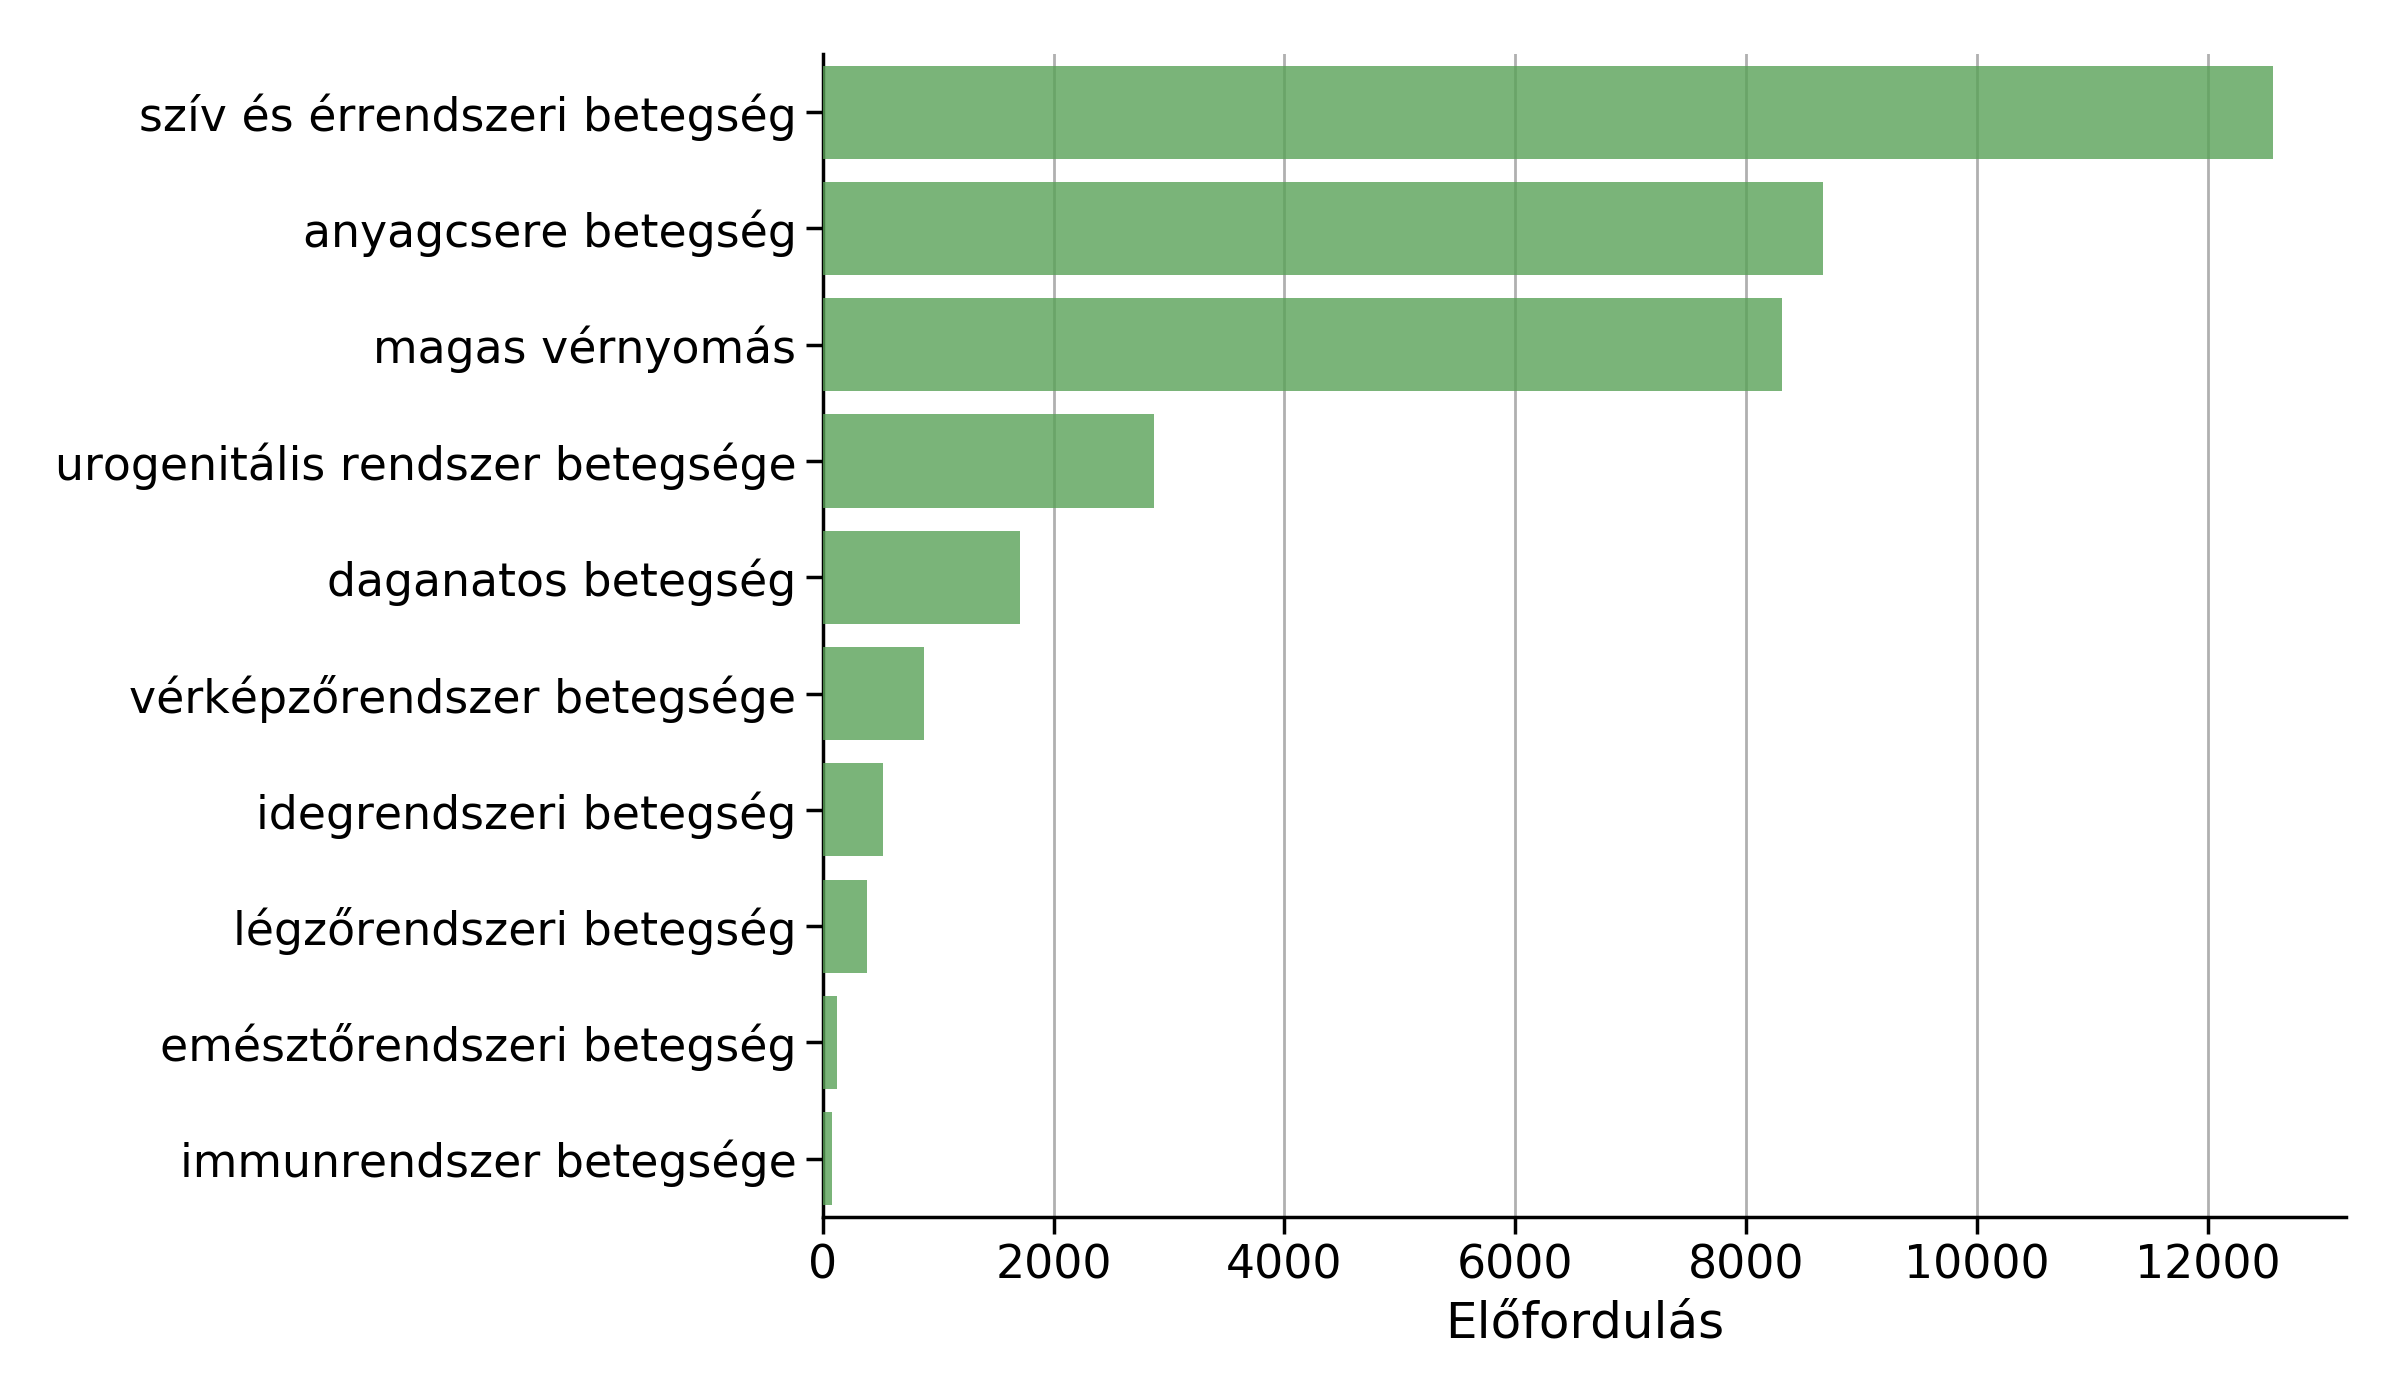 szív és érrendszeri betegség
anyagcsere betegség
magas vérnyomás
urogenitális rendszer betegsége
daganatos betegség
vérképzőrendszer betegsége
idegrendszeri betegség
légzőrendszeri betegség
emésztőrendszeri betegség
immunrendszer betegsége
0 2000 4000 6000 8000 10000 12000
Előfordulás